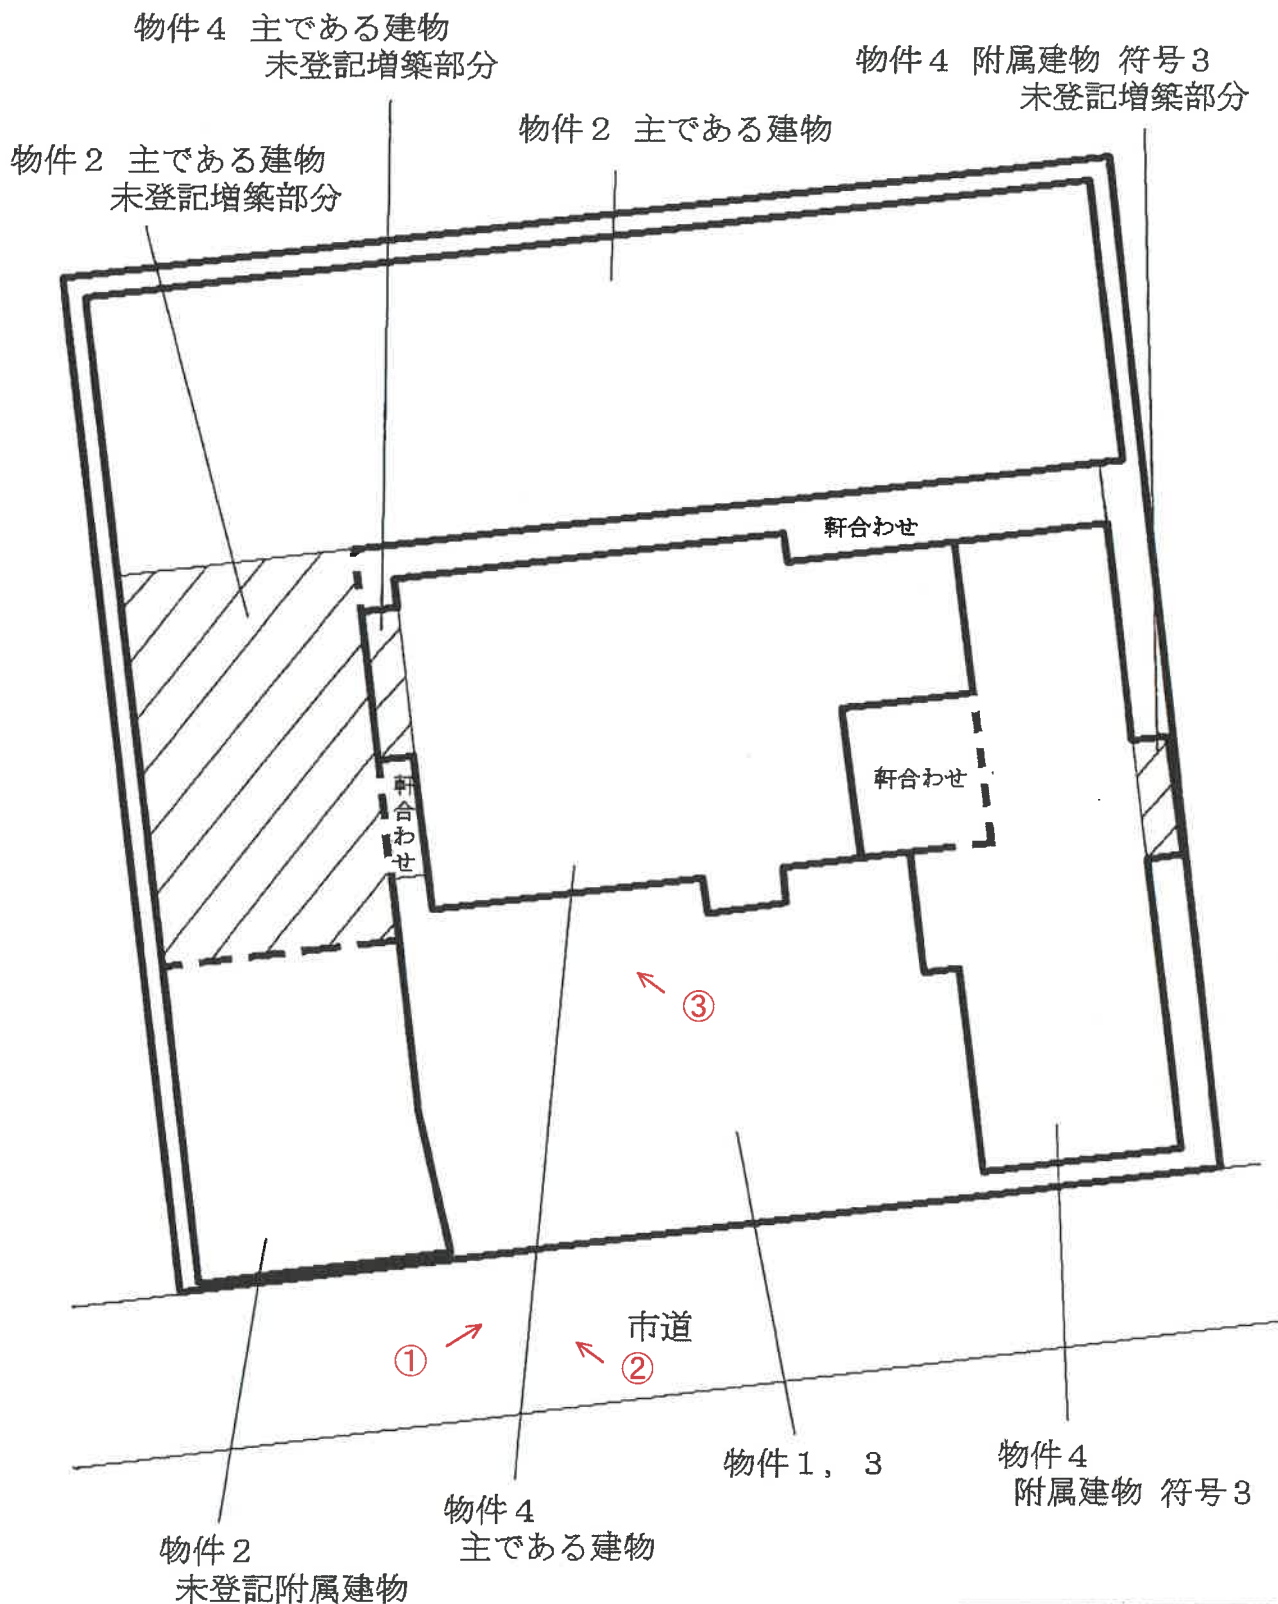 物件4 主である建物
未登記増築部分
物件4 附属建物 符号3
未登記増築部分
物件2 主である建物
物件2 主である建物
未登記増築部分
軒合わせ
軒合わせ
軒合わせ
③
市道
①
②
物件1，3
物件4
附属建物 符号3
物件4
主である建物
物件2
未登記附属建物